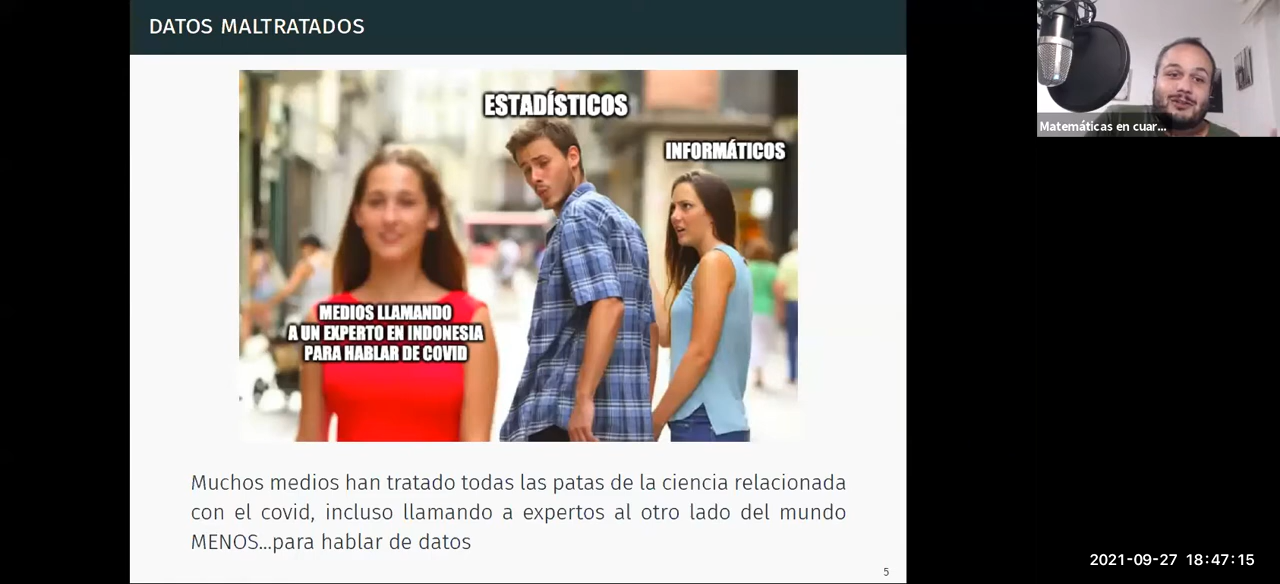 DATOS MALTRATADOS
ESTADÍSTICOS
INFORMÁTICOS
MEDIOS LLAMANDO
A UN EXPERTO EN INDONESIA
PARA HABLAR DE COVID
Muchos medios han tratado todas las patas de la ciencia relacionada
con el covid, incluso llamando a expertos al otro lado del mundo
MENOS...para hablar de datos
5
Matemáticas en cuar...
2021-09-27 18:47:15